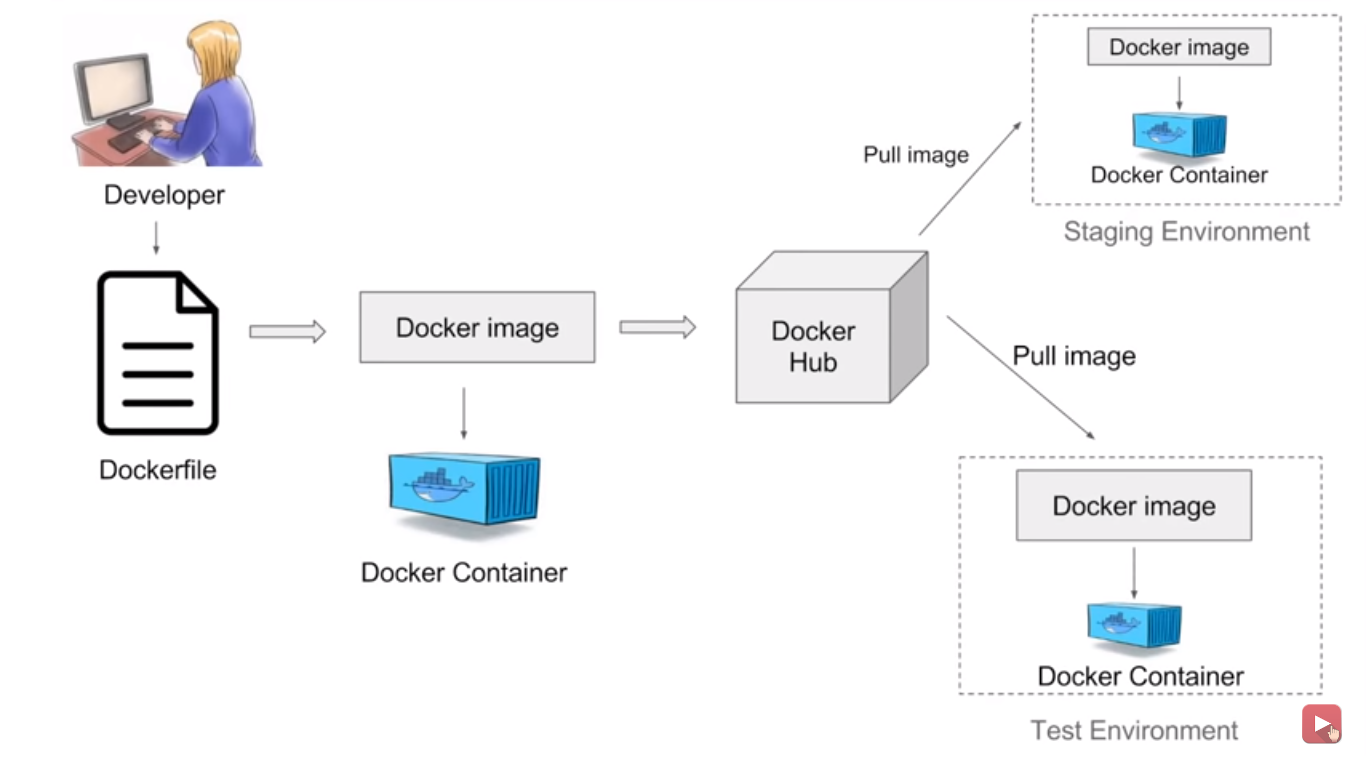 Developer
Dockerfile
Docker image
Docker Container
Docker
Hub
Pull image
Docker image
Docker Container
Staging Environment
Pull image
Docker image
Docker Container
Test Environment